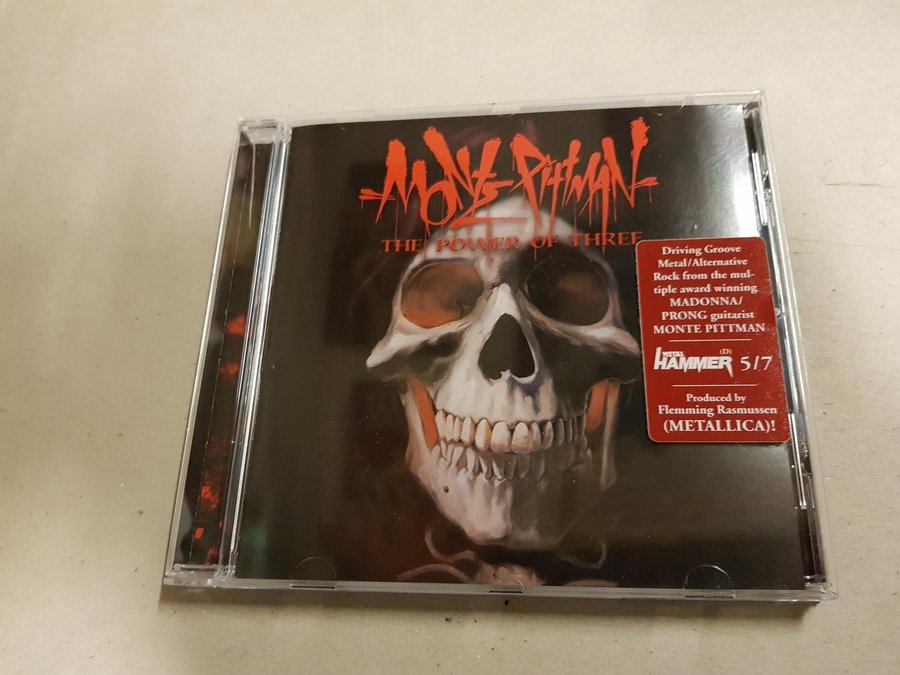 MONTE PITTMAN
THE POWER OF THREE
Driving Groove
Metal/Alternative
Rock from the mul-
tiple award winning
MADONNA/
PRONG guitarist
MONTE PITTMAN
METAL HAMMER (D) 5/7
Produced by
Flemming Rasmussen
(METALLICA)!